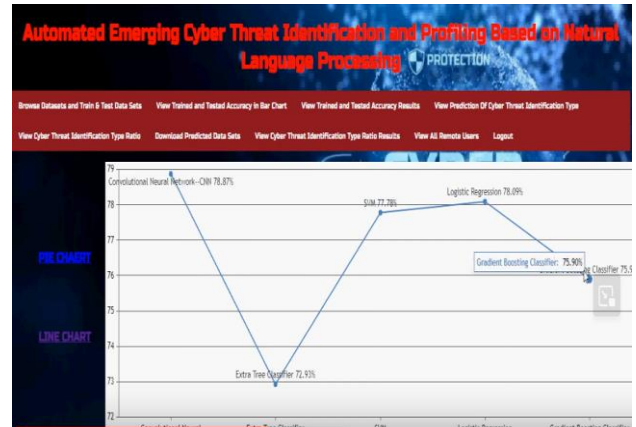 Automated Emerging Cyber Threat Identification and Profiling Based on Natural
Language Processing
PROTECTION
Browse Datasets and Train & Test Data Sets View Trained and Tested Accuracy in Bar Chart View Trained and Tested Accuracy Results View Prediction Of Cyber Threat Identification Type
View Cyber Threat Identification Type Ratio Download Predicted Data Sets View Cyber Threat Identification Type Ratio Results View All Remote Users Logout
79
Convolutional Neural Network--CNN 78.87%
Logistic Regression 78.09%
78
SVM 77.78%
77
PIE CHAERT
Gradient Boosting Classifier: 75.90%
Classifier 75.9
76
75
LINE CHART
74
Extra Tree Classifier 72.93%
73
72